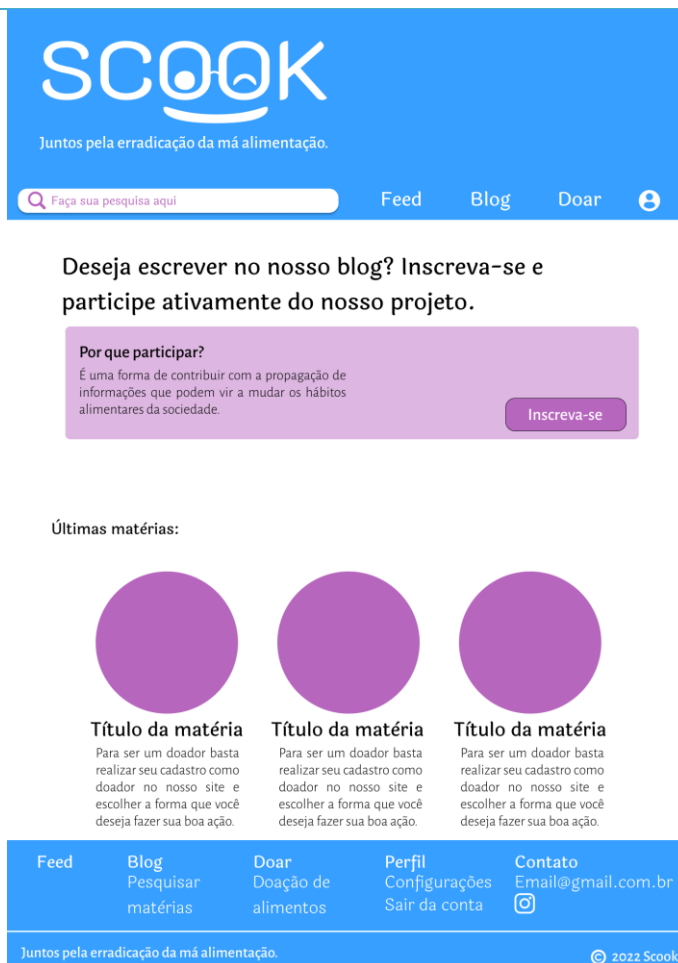 SCOOK
Juntos pela erradicação da má alimentação.
Faça sua pesquisa aqui
Feed
Blog
Doar
Deseja escrever no nosso blog? Inscreva-se e
participe ativamente do nosso projeto.
Por que participar?
É uma forma de contribuir com a propagação de
informações que podem vir a mudar os hábitos
alimentares da sociedade.
Inscreva-se
Últimas matérias:
Título da matéria
Para ser um doador basta
realizar seu cadastro como
doador no nosso site e
escolher a forma que você
deseja fazer sua boa ação.
Título da matéria
Para ser um doador basta
realizar seu cadastro como
doador no nosso site e
escolher a forma que você
deseja fazer sua boa ação.
Título da matéria
Para ser um doador basta
realizar seu cadastro como
doador no nosso site e
escolher a forma que você
deseja fazer sua boa ação.
Feed
Blog
Pesquisar
matérias
Doar
Doação de
alimentos
Perfil
Configurações
Sair da conta
Contato
Email@gmail.com.br
Juntos pela erradicação da má alimentação.
© 2022 Scook